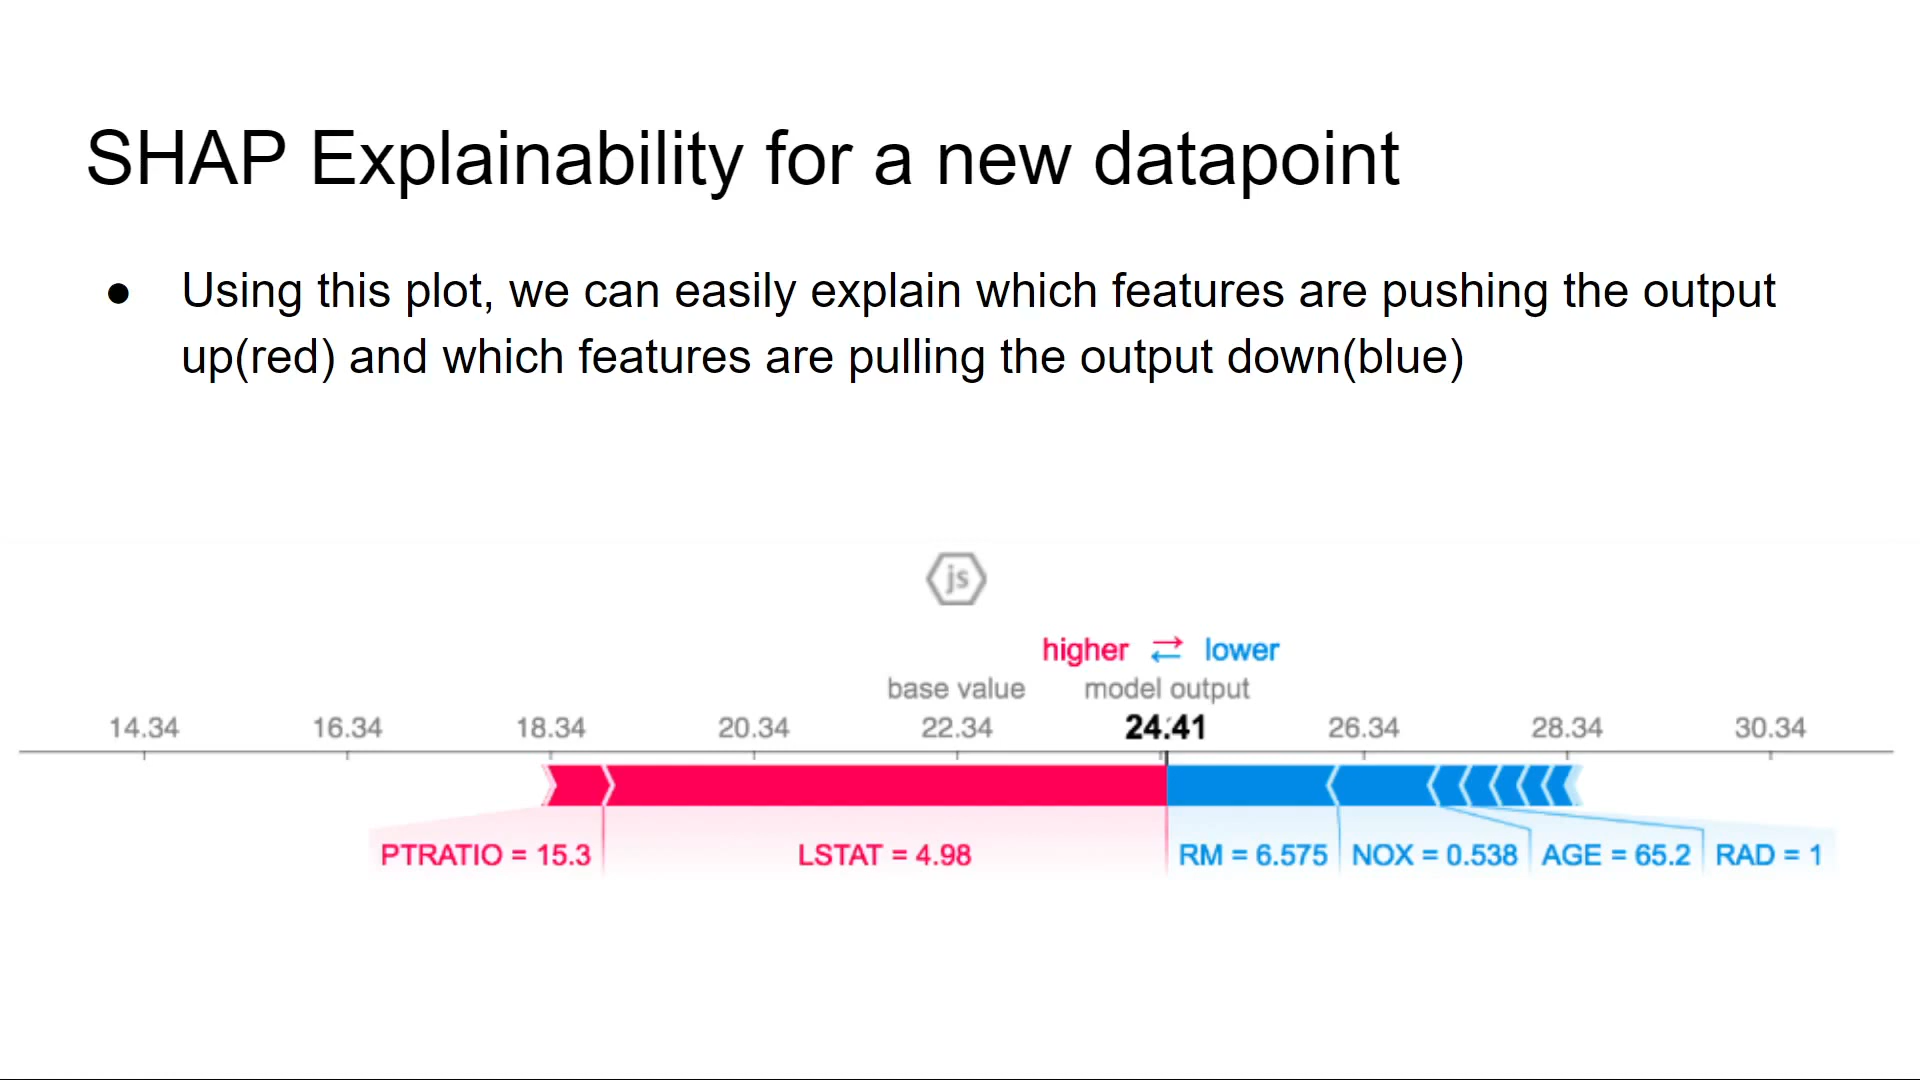 SHAP Explainability for a new datapoint
● Using this plot, we can easily explain which features are pushing the output
up(red) and which features are pulling the output down(blue)
js
higher ⇄ lower
base value model output
14.34 16.34 18.34 20.34 22.34 24.41 26.34 28.34 30.34
PTRATIO = 15.3 LSTAT = 4.98 RM = 6.575 NOX = 0.538 AGE = 65.2 RAD = 1